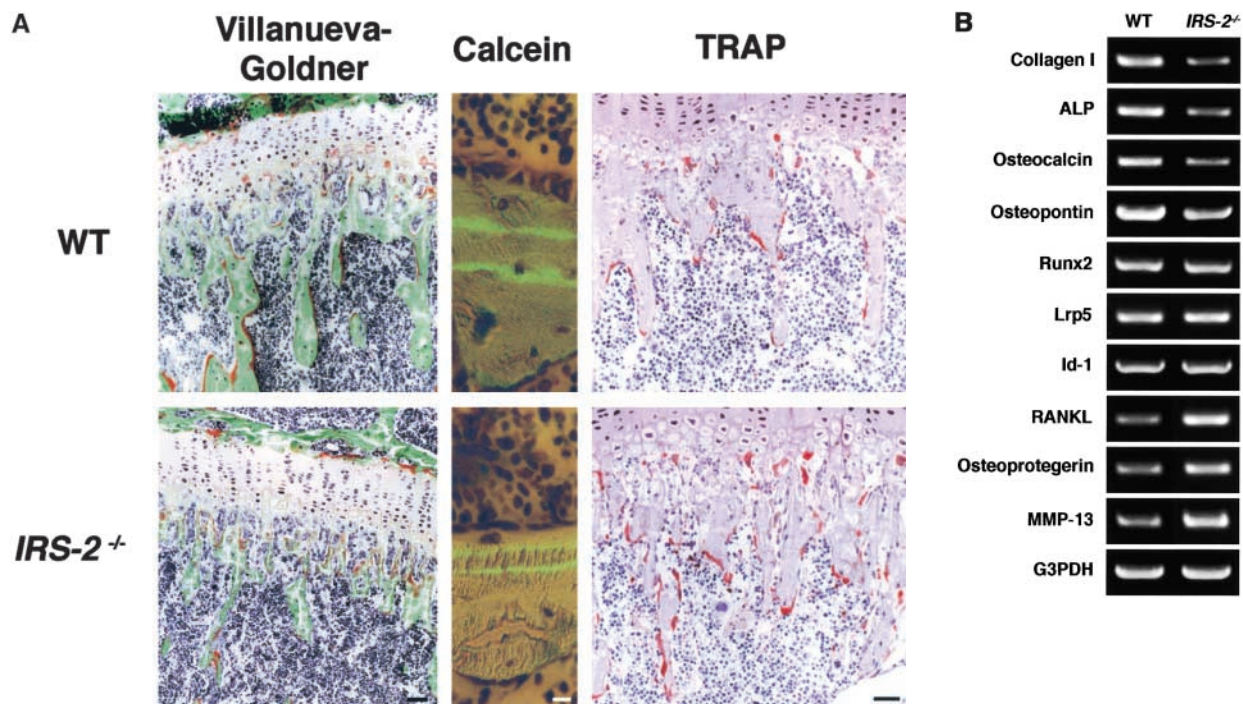 A
Villanueva-
Goldner
Calcein
TRAP
WT
IRS-2 -/-
B
WT
IRS-2-/-
Collagen I
ALP
Osteocalcin
Osteopontin
Runx2
Lrp5
Id-1
RANKL
Osteoprotegerin
MMP-13
G3PDH